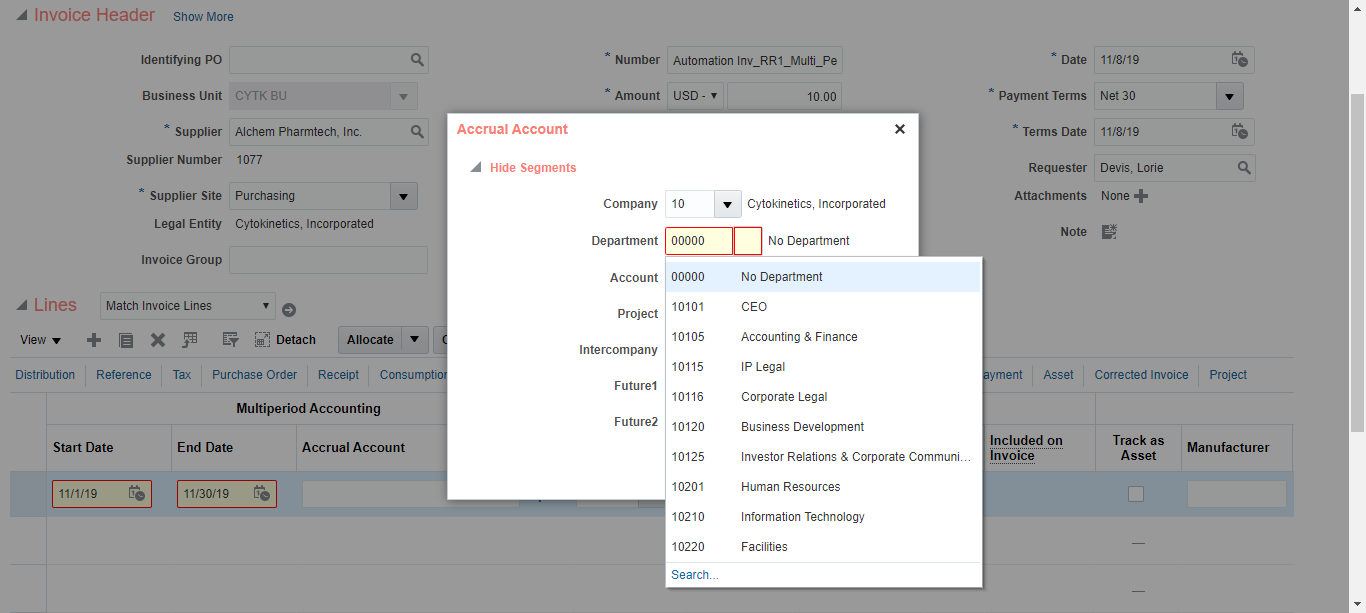 Invoice Header Show More
Identifying PO
* Number Automation Inv_RR1_Multi_Pe
* Date 11/8/19
Business Unit CYTK BU
* Amount USD - 10.00
* Payment Terms Net 30
* Supplier Alchem Pharmtech, Inc.
* Terms Date 11/8/19
Supplier Number 1077
Requester Devis, Lorie
* Supplier Site Purchasing
Attachments None
Legal Entity Cytokinetics, Incorporated
Note
Invoice Group
Accrual Account
Hide Segments
Company 10 Cytokinetics, Incorporated
Department 00000 No Department
Account
Project
Intercompany
Future1
Future2
00000 No Department
10101 CEO
10105 Accounting & Finance
10115 IP Legal
10116 Corporate Legal
10120 Business Development
10125 Investor Relations & Corporate Communi...
10201 Human Resources
10210 Information Technology
10220 Facilities
Search...
Lines Match Invoice Lines
View Detach Allocate
Distribution Reference Tax Purchase Order Receipt Consumption ayment Asset Corrected Invoice Project
Multiperiod Accounting
Start Date End Date Accrual Account
Included on Invoice
Track as Asset
Manufacturer
11/1/19 11/30/19